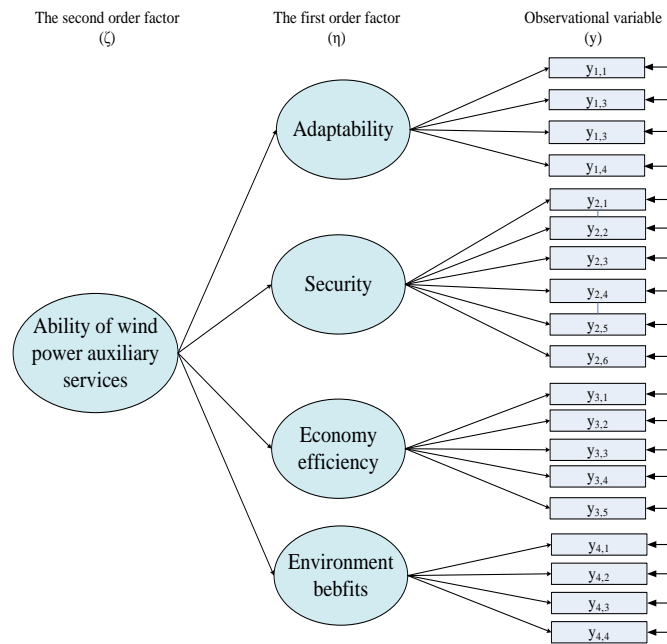 The second order factor
(ζ)
The first order factor
(η)
Observational variable
(y)
Ability of wind
power auxiliary
services
Adaptability
Security
Economy
efficiency
Environment
bebfits
y1,1
y1,3
y1,3
y1,4
y2,1
y2,2
y2,3
y2,4
y2,5
y2,6
y3,1
y3,2
y3,3
y3,4
y3,5
y4,1
y4,2
y4,3
y4,4